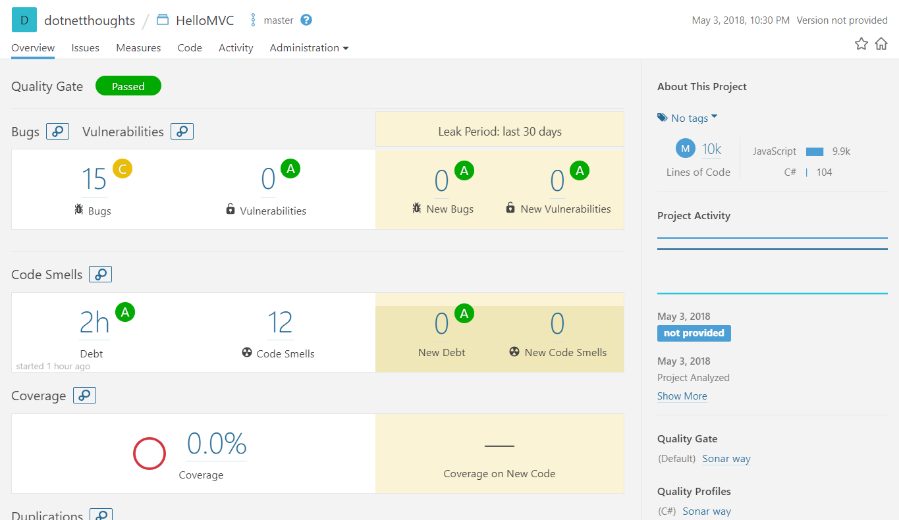 D dotnetthoughts / HelloMVC master ?
May 3, 2018, 10:30 PM Version not provided
Overview Issues Measures Code Activity Administration
Quality Gate Passed
Bugs Vulnerabilities
Leak Period: last 30 days
15 C
Bugs
0 A
Vulnerabilities
0 A
New Bugs
0 A
New Vulnerabilities
Code Smells
2h A
Debt
started 1 hour ago
12
Code Smells
0 A
New Debt
0
New Code Smells
Coverage
0.0%
Coverage
—
Coverage on New Code
Duplications
About This Project
No tags
M 10k
Lines of Code
JavaScript 9.9k
C# 104
Project Activity
May 3, 2018
not provided
May 3, 2018
Project Analyzed
Show More
Quality Gate
(Default) Sonar way
Quality Profiles
(C#) Sonar way